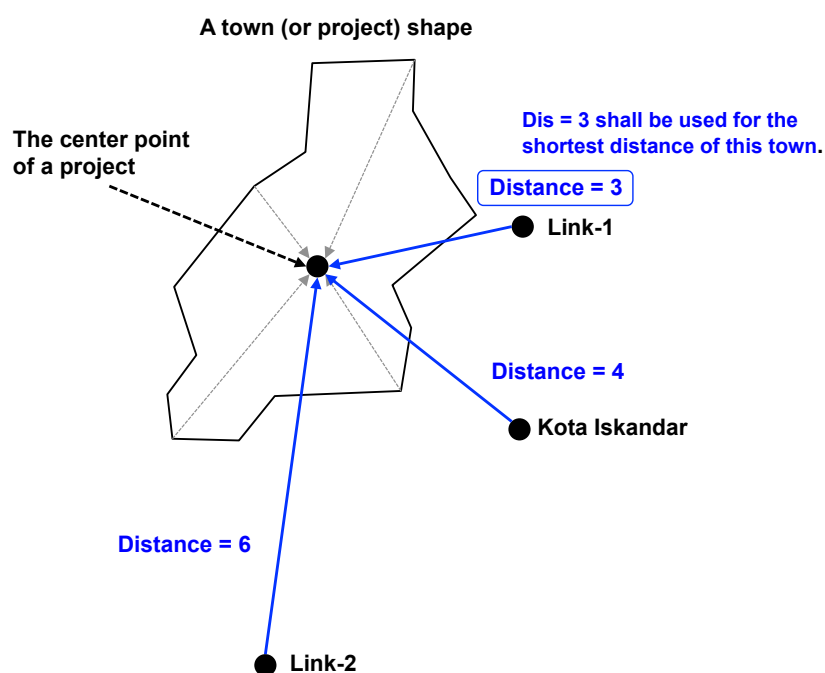 A town (or project) shape
The center point
of a project
Dis = 3 shall be used for the
shortest distance of this town.
Distance = 3
Link-1
Distance = 4
Kota Iskandar
Distance = 6
Link-2